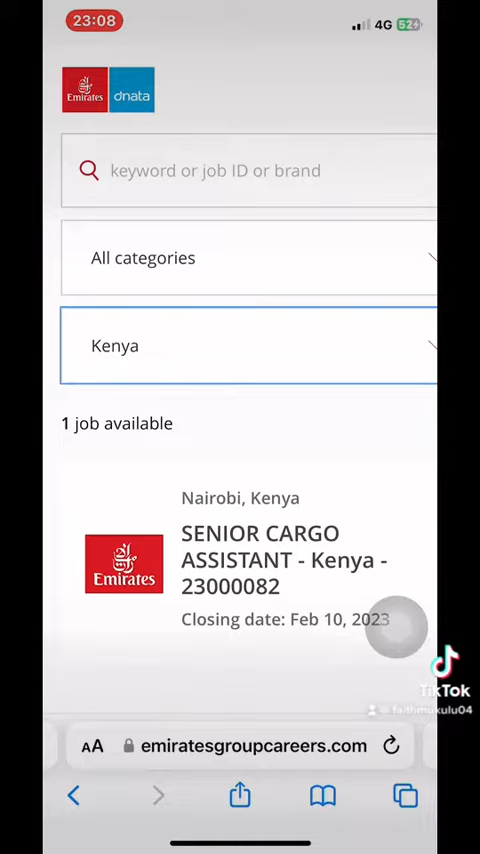 23:08
4G
52
Emirates
dnata
keyword or job ID or brand
All categories
Kenya
1 job available
Nairobi, Kenya
SENIOR CARGO
ASSISTANT - Kenya -
23000082
Emirates
Closing date: Feb 10, 2023
TikTok
faithmukulu04
AA
emiratesgroupcareers.com